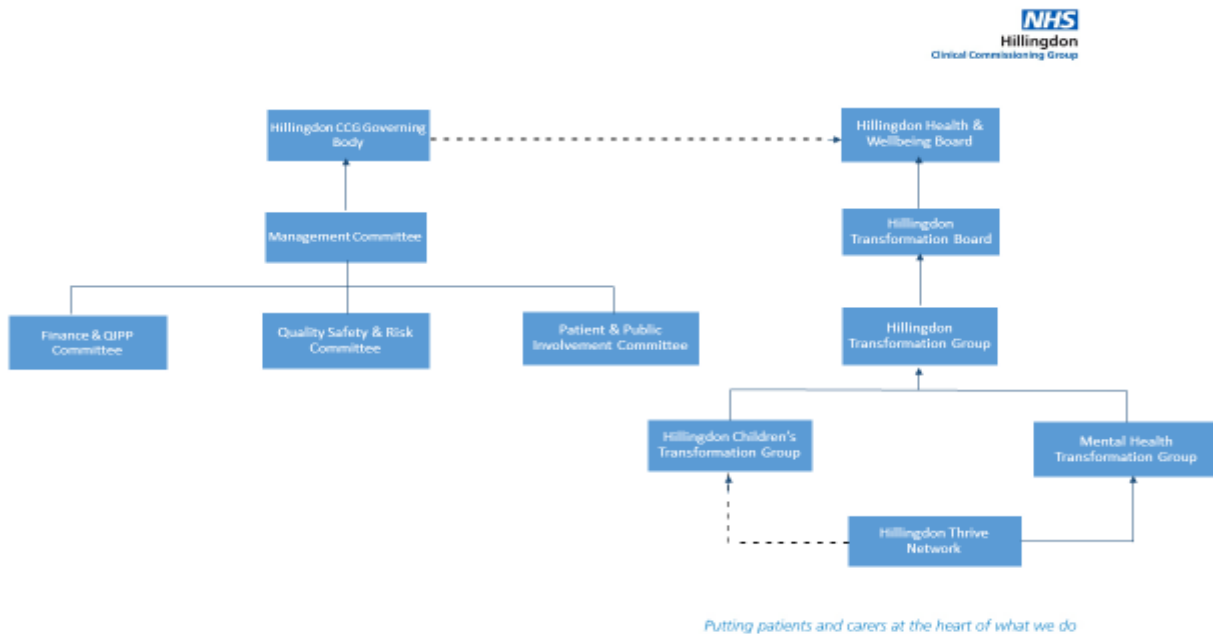 NHS
Hillingdon
Clinical Commissioning Group
Hillingdon CCG Governing
Body
Hillingdon Health &
Wellbeing Board
Management Committee
Hillingdon
Transformation Board
Finance & QIPP
Committee
Quality Safety & Risk
Committee
Patient & Public
Involvement Committee
Hillingdon
Transformation Group
Hillingdon Children's
Transformation Group
Mental Health
Transformation Group
Hillingdon Thrive
Network
Putting patients and carers at the heart of what we do